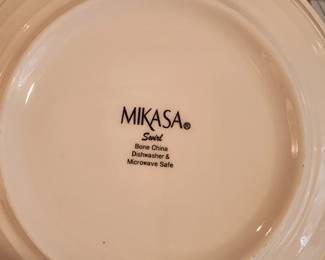 MIKASA®
Swirl
Bone China
Dishwasher &
Microwave Safe